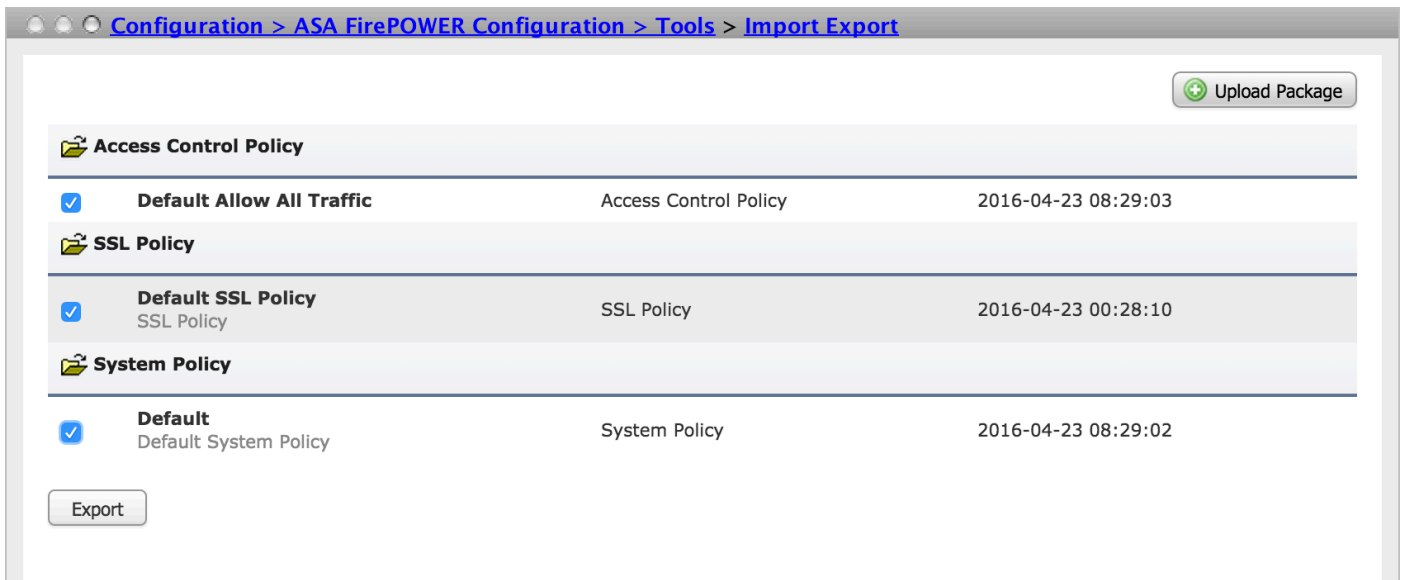 Configuration > ASA FirePOWER Configuration > Tools > Import Export
Upload Package
Access Control Policy
Default Allow All Traffic Access Control Policy 2016-04-23 08:29:03
SSL Policy
Default SSL Policy
SSL Policy SSL Policy 2016-04-23 00:28:10
System Policy
Default
Default System Policy System Policy 2016-04-23 08:29:02
Export